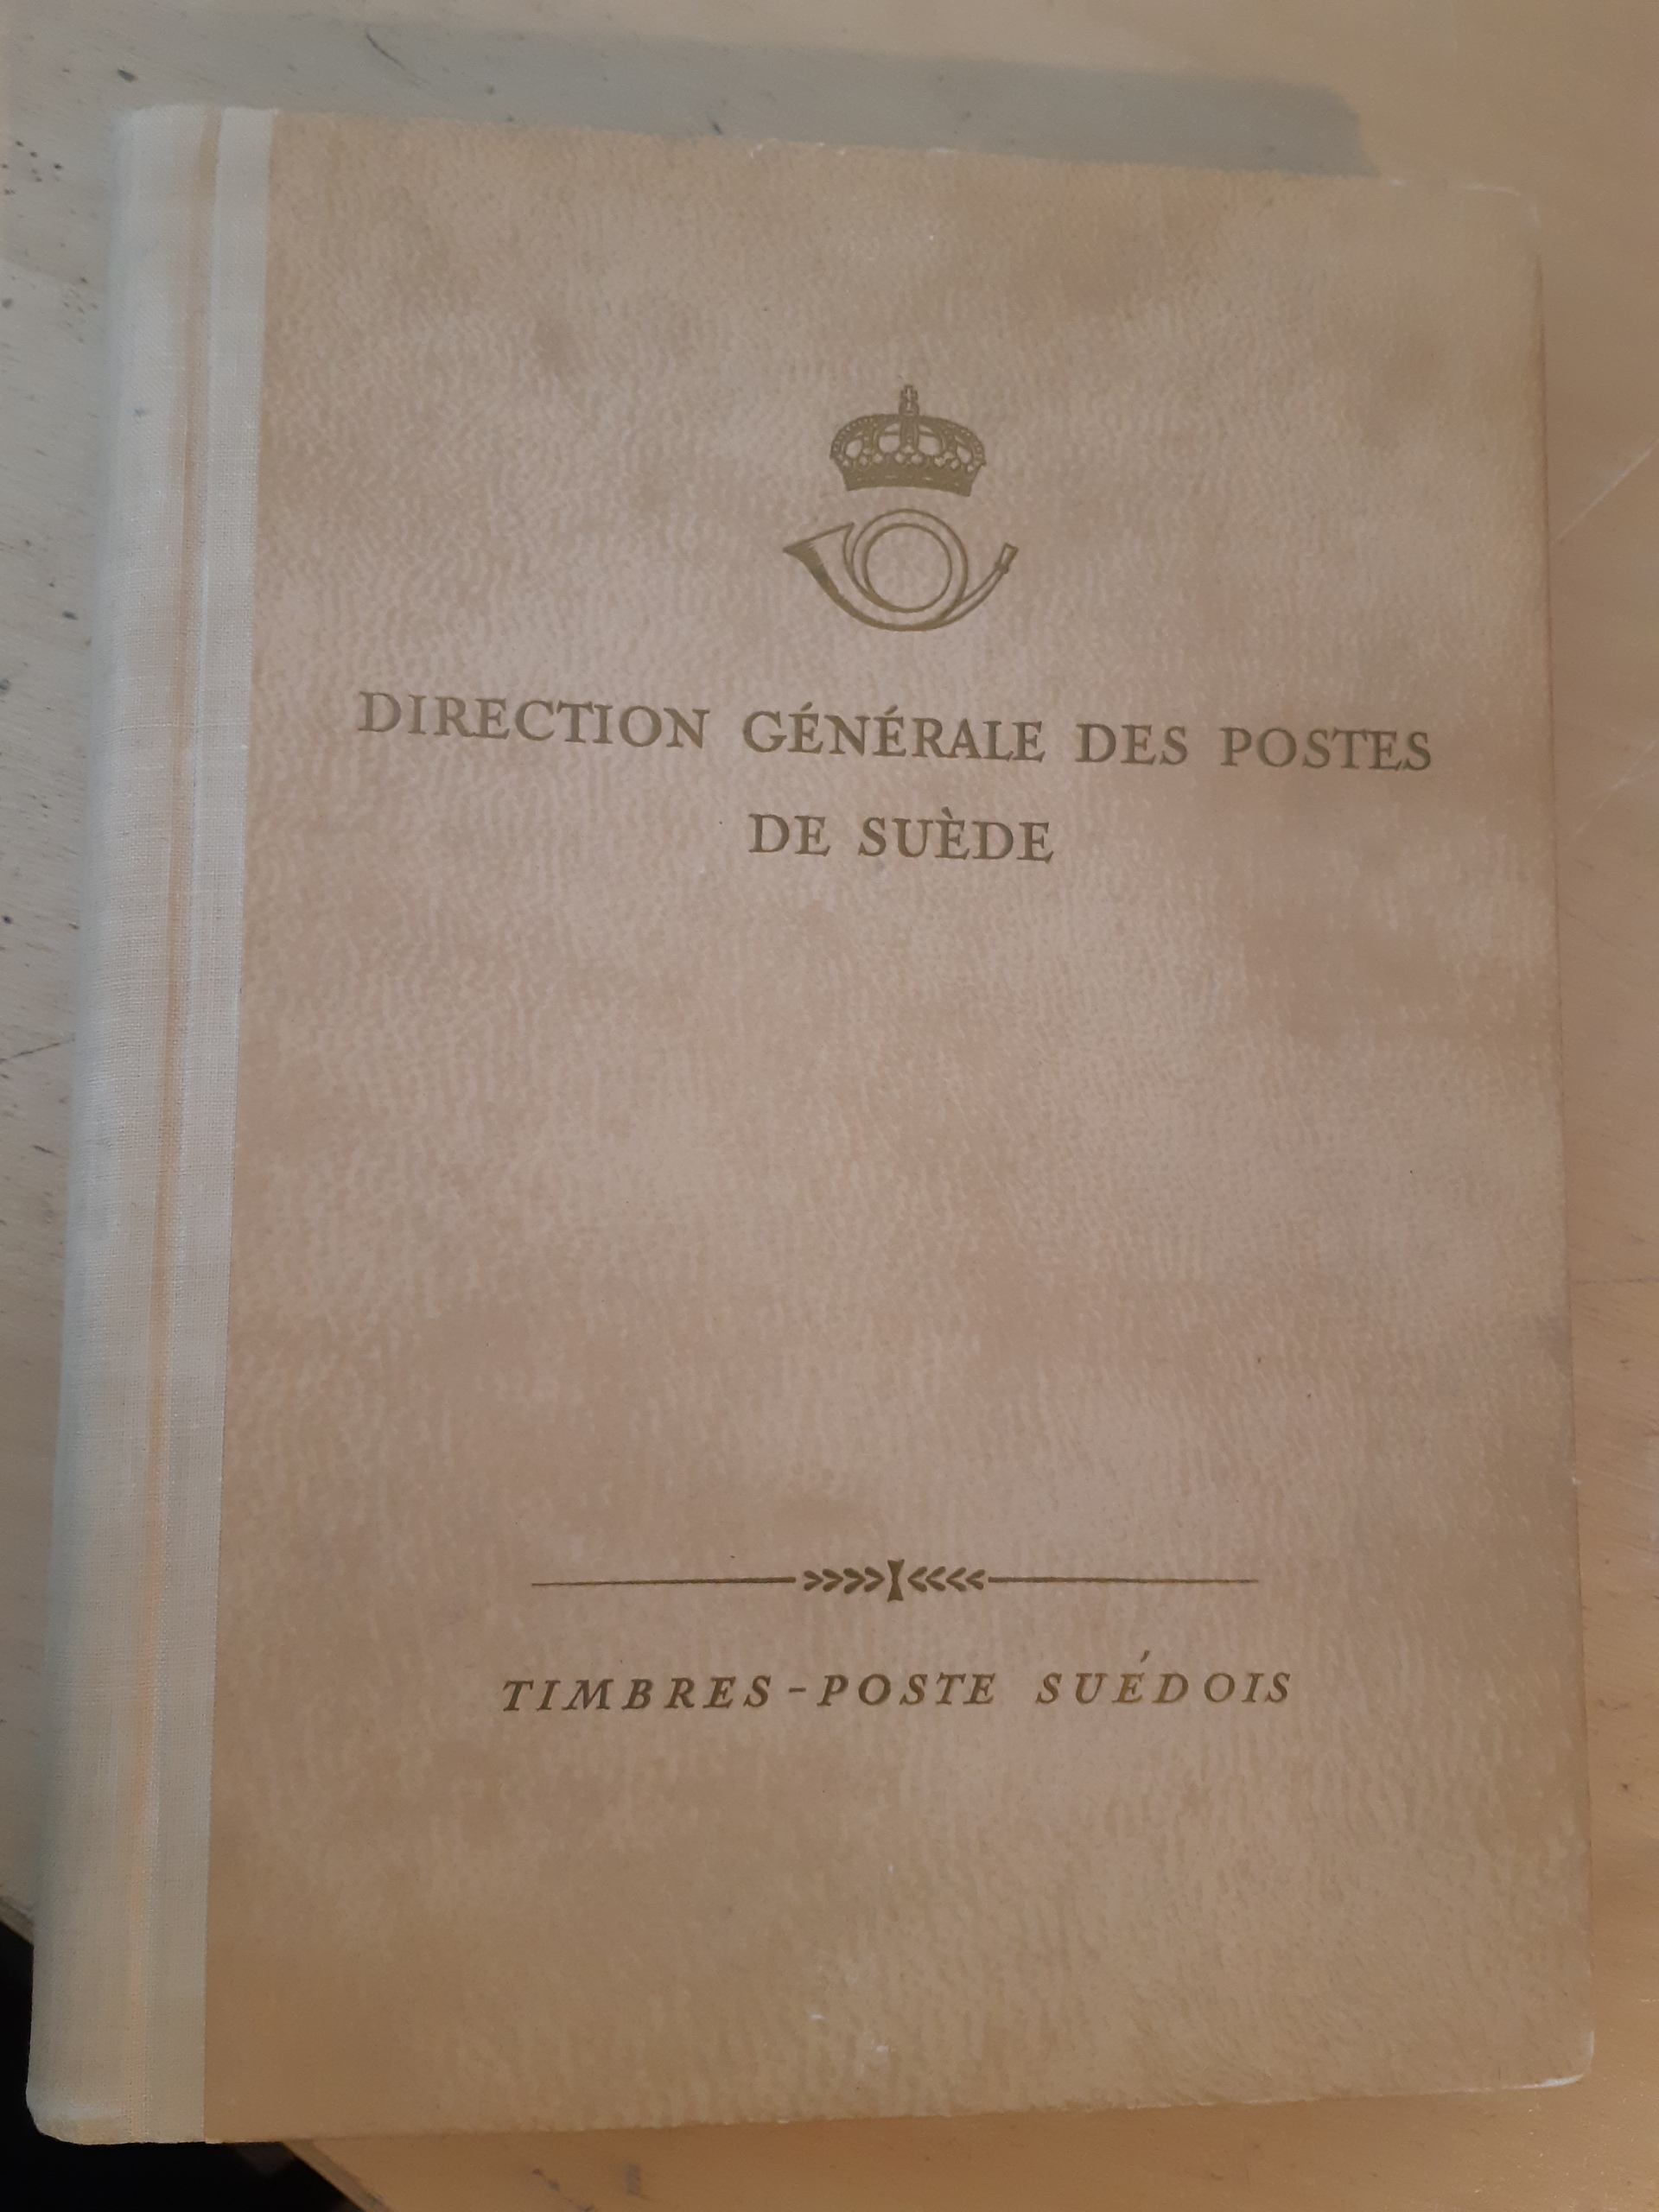 DIRECTION GÉNÉRALE DES POSTES
DE SUÈDE
TIMBRES-POSTE SUÉDOIS